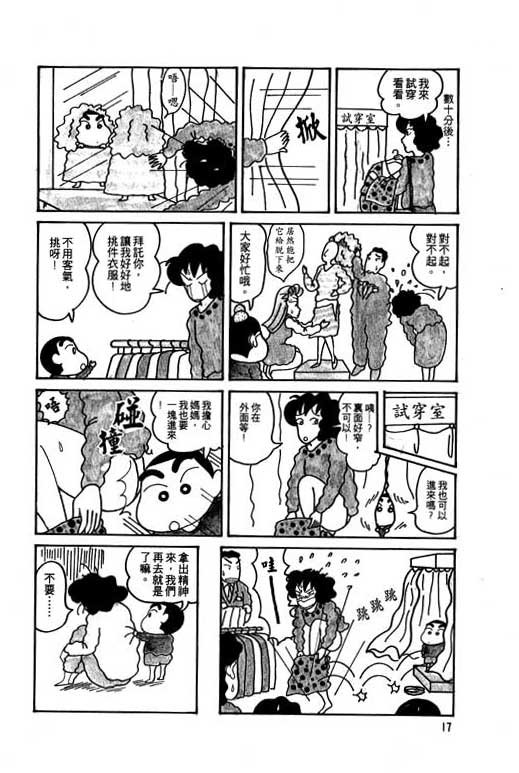 數十分後…
我來
試穿
看看。
試穿室
掀
唔—嗯
對不起，
對不起。
居然能把
它給脫下來
大家好忙哦。
拜託你，
讓我好好地
挑件衣服！
不用客氣，
挑呀！
試穿室
我也可以
進來嗎？
咦！？
裏面好窄，
不可以！
你在
外面等！
我擔心
媽媽，
我也要
一塊進來
！
碰
撞
唔
哇
跳跳跳
拿出精神
來，我們
再去就是
了嘛。
不要……
17